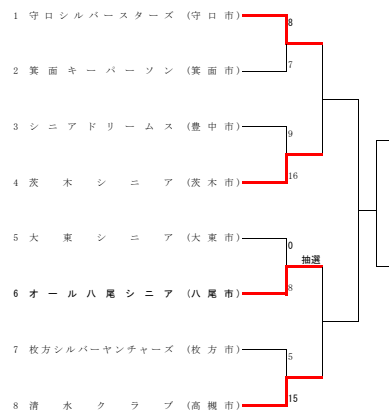 1 守口シルバースターズ (守口市)
8
7
2 箕面キーパーソン (箕面市)
3 シニアドリームス (豊中市)
9
16
4 茨木シニア (茨木市)
5 大東シニア (大東市)
0
抽選
8
6 オール八尾シニア (八尾市)
7 枚方シルバーヤンチャーズ (枚方市)
5
15
8 清水クラブ (高槻市)